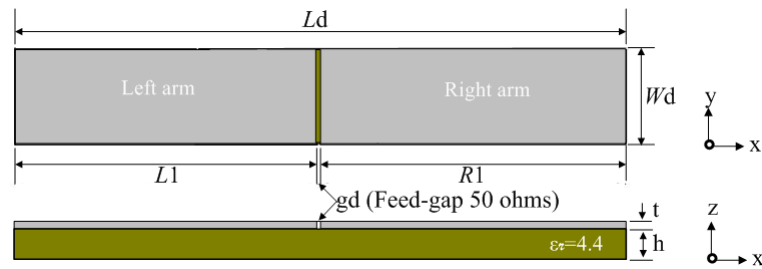 Ld
Left arm
Right arm
Wd
y
x
L1
R1
gd (Feed-gap 50 ohms)
t
z
εr=4.4
h
x